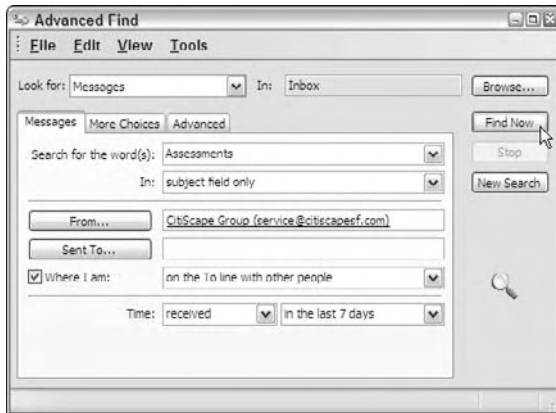 Advanced Find
File Edit View Tools
Look for: Messages In: Inbox Browse...
Messages More Choices Advanced Find Now
Search for the word(s): Assessments Stop
In: subject field only New Search
From... CitiScape Group (service@citiscapesf.com)
Sent To...
Where I am: on the To line with other people
Time: received in the last 7 days